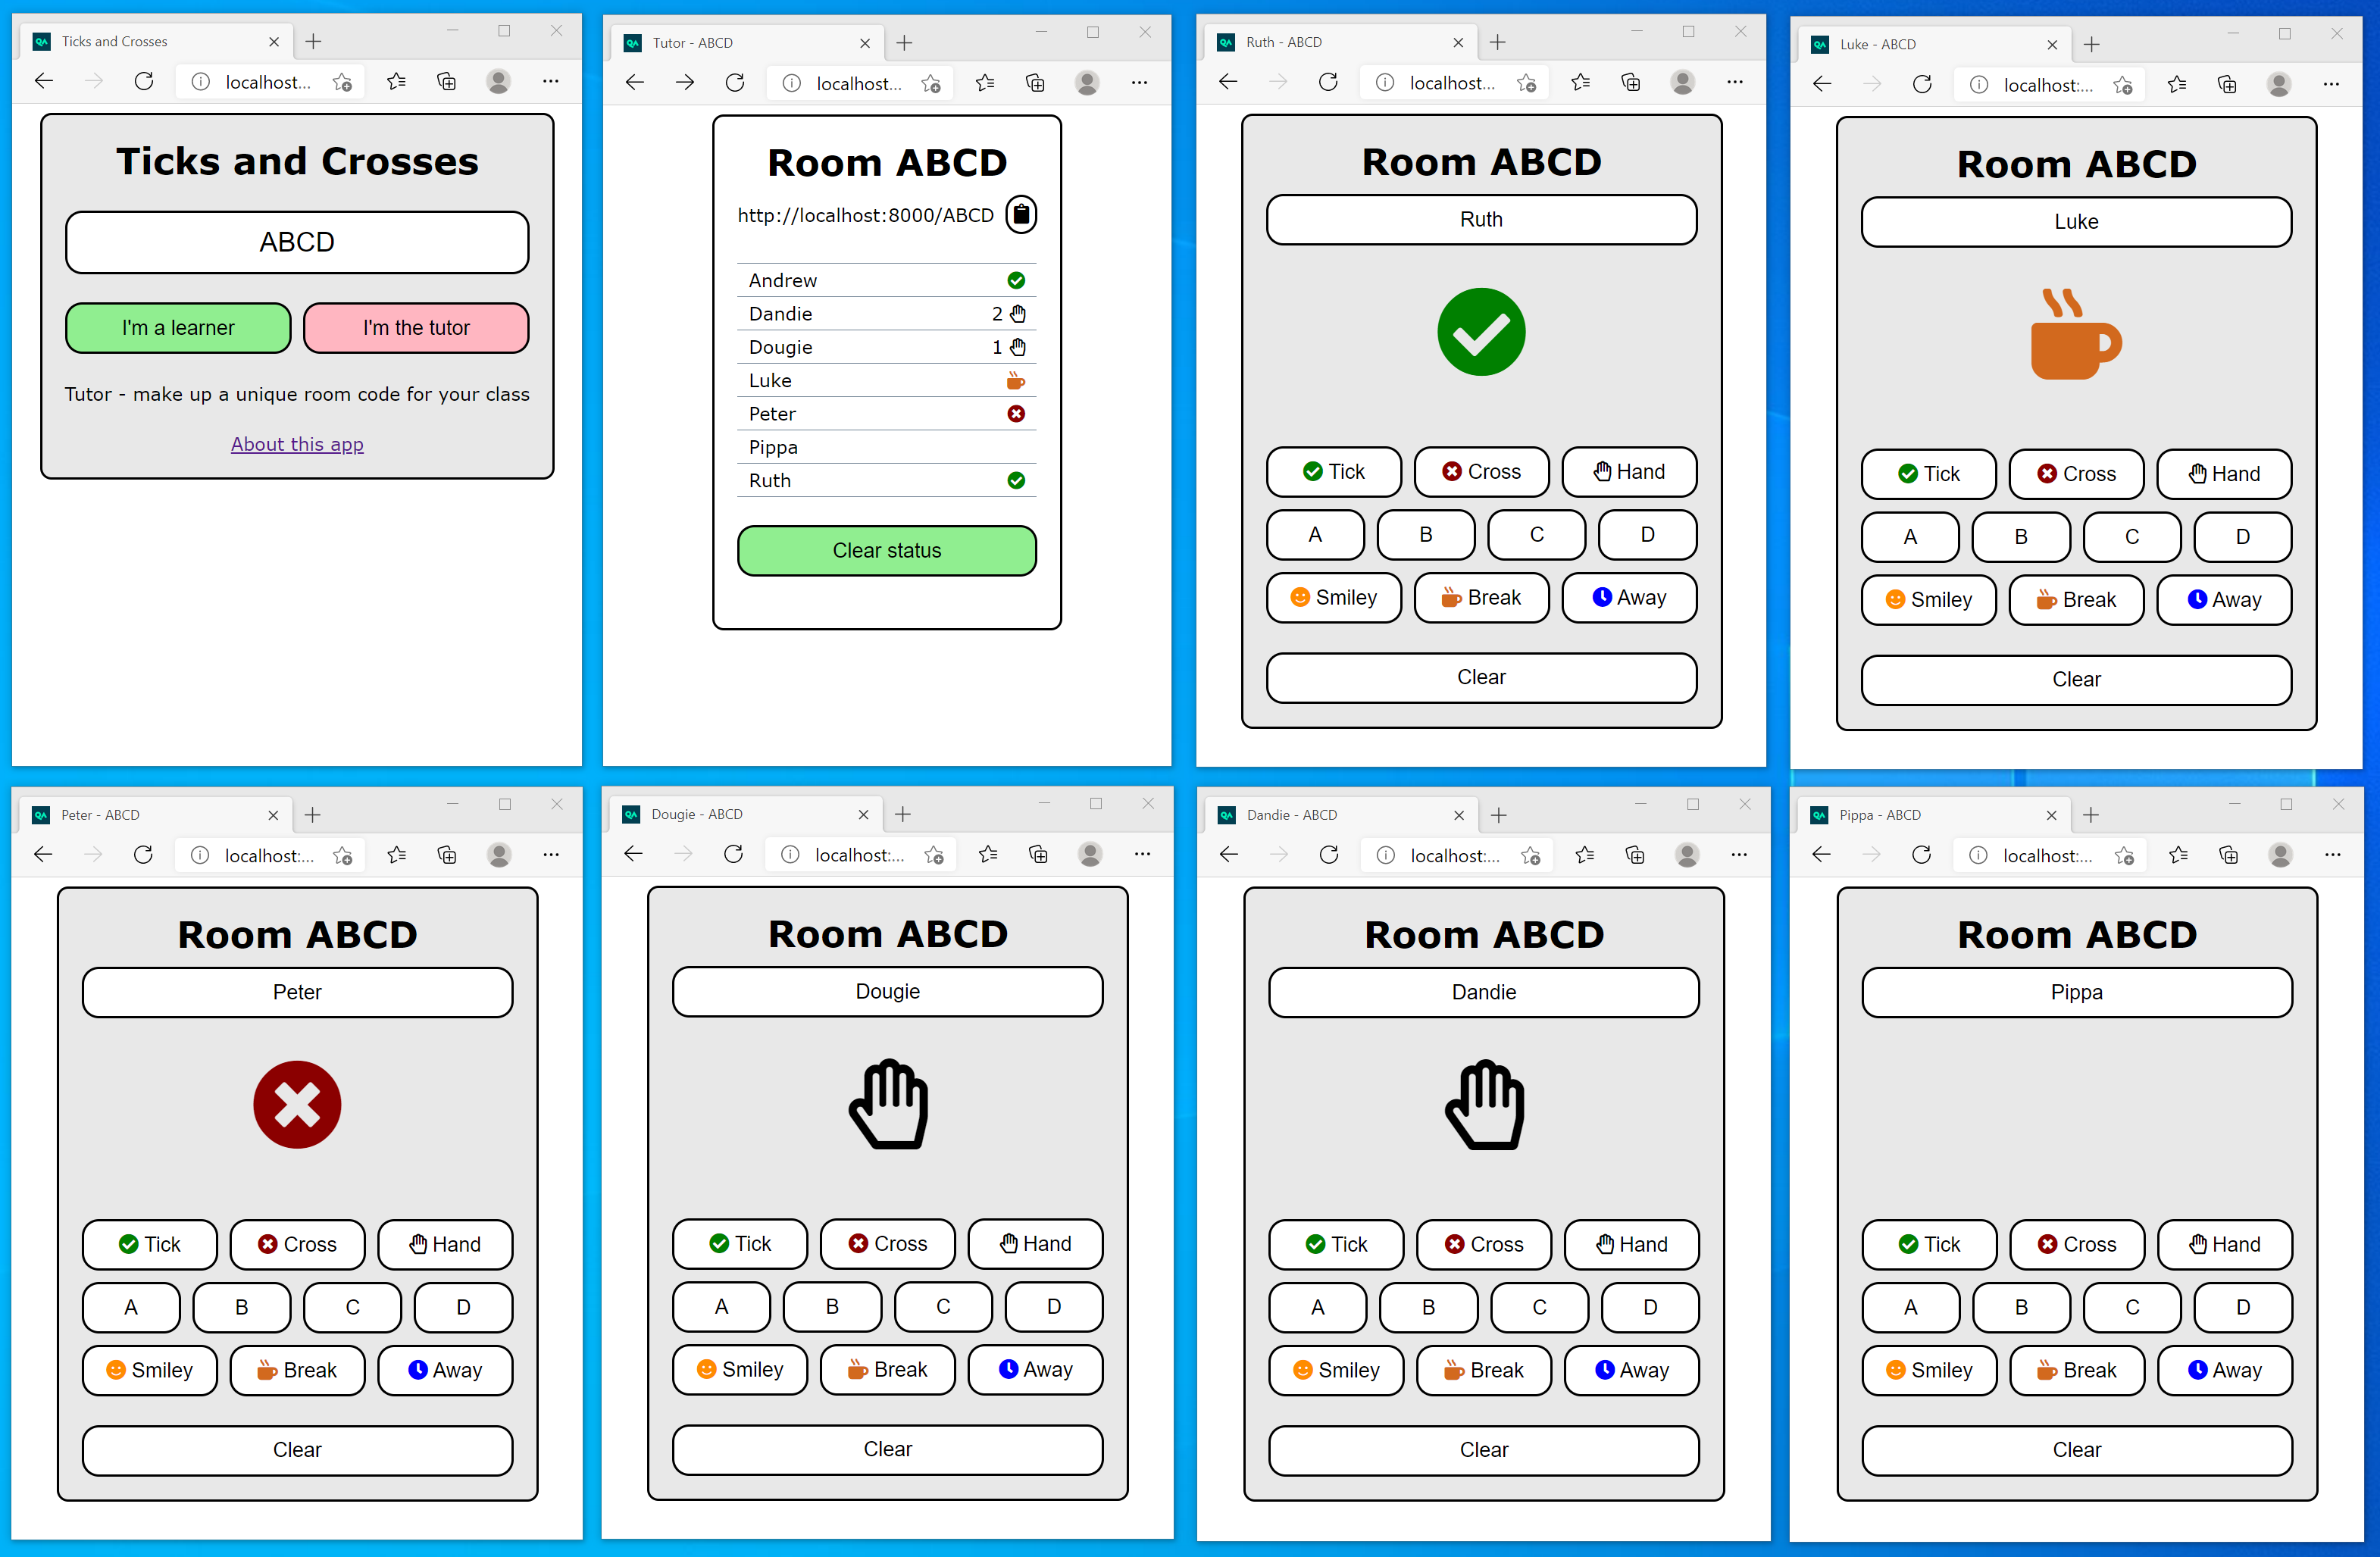 Ticks and Crosses
localhost...
Ticks and Crosses
ABCD
I'm a learner
I'm the tutor
Tutor - make up a unique room code for your class
About this app
Tutor - ABCD
localhost...
Room ABCD
http://localhost:8000/ABCD
Andrew
Dandie 2
Dougie 1
Luke
Peter
Pippa
Ruth
Clear status
Ruth - ABCD
localhost...
Room ABCD
Ruth
Tick Cross Hand
A B C D
Smiley Break Away
Clear
Luke - ABCD
localhost:...
Room ABCD
Luke
Tick Cross Hand
A B C D
Smiley Break Away
Clear
Peter - ABCD
localhost:...
Room ABCD
Peter
Tick Cross Hand
A B C D
Smiley Break Away
Clear
Dougie - ABCD
localhost:...
Room ABCD
Dougie
Tick Cross Hand
A B C D
Smiley Break Away
Clear
Dandie - ABCD
localhost:...
Room ABCD
Dandie
Tick Cross Hand
A B C D
Smiley Break Away
Clear
Pippa - ABCD
localhost:...
Room ABCD
Pippa
Tick Cross Hand
A B C D
Smiley Break Away
Clear